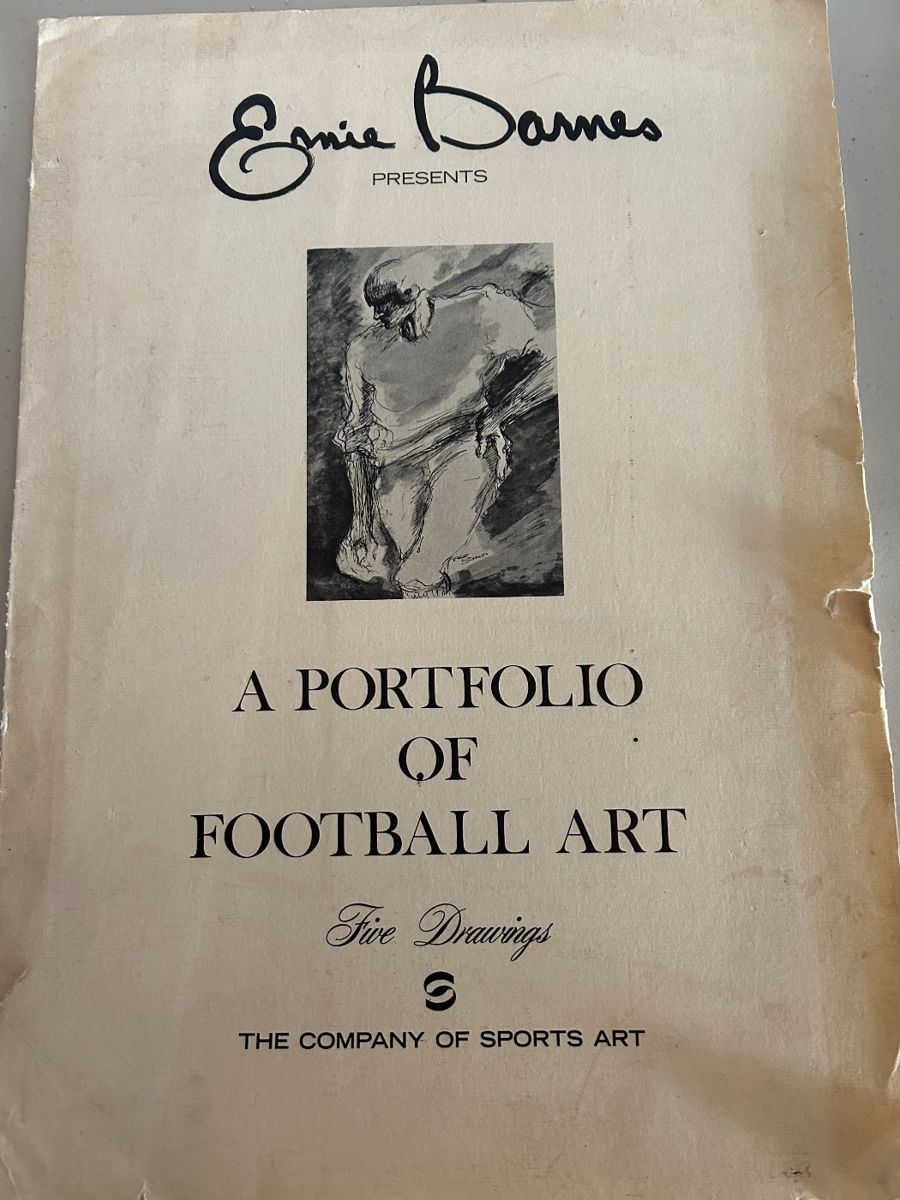 Ernie Barnes
PRESENTS
A PORTFOLIO
OF
FOOTBALL ART
Five Drawings
THE COMPANY OF SPORTS ART